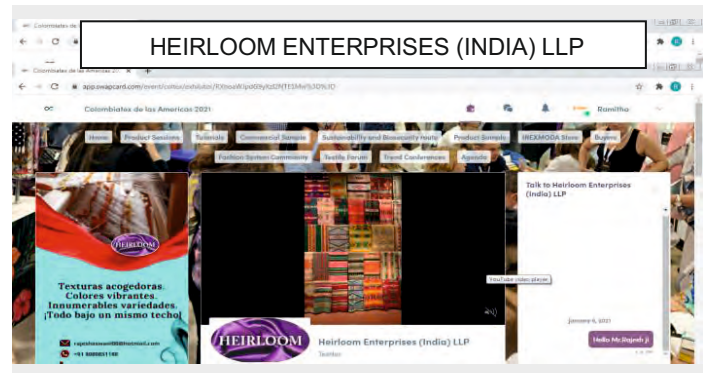 HEIRLOOM ENTERPRISES (INDIA) LLP
Colombiatex de las Americas 2021
Ramitha
Home
Product Sessions
Tutorials
Commercial Sample
Sustainability and Biosecurity route
Product Sample
INEXMODA Store
Buyers
Fashion System Community
Textile Forum
Trend Conferences
Agenda
HEIRLOOM
Texturas acogedoras.
Colores vibrantes.
Innumerables variedades.
¡Todo bajo un mismo techo!
YouTube video player
HEIRLOOM
Heirloom Enterprises (India) LLP
Textiles
Talk to Heirloom Enterprises
(India) LLP
January 6, 2021
Hello Mr.Rajesh ji